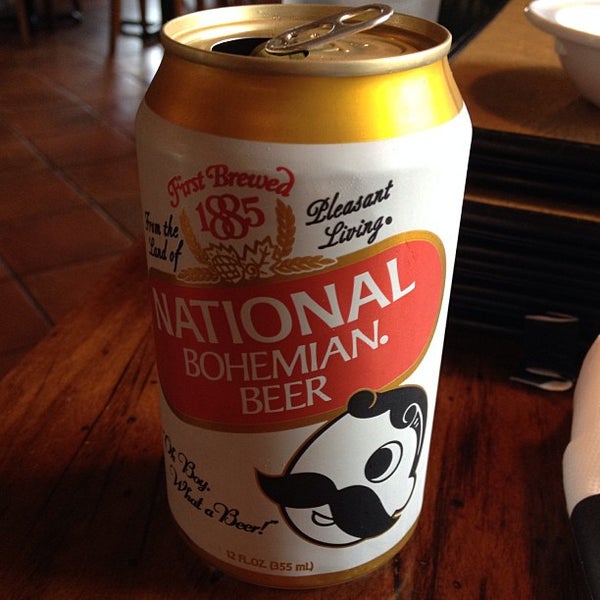 First Brewed
1885
From the
Land of
Pleasant
Living
NATIONAL
BOHEMIAN.
BEER
Oh Boy,
What a Beer!"
12 FL.OZ. (355 mL)